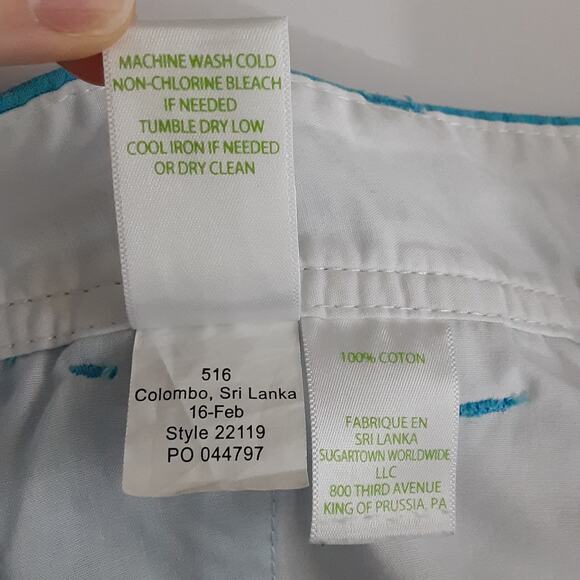 MACHINE WASH COLD
NON-CHLORINE BLEACH
IF NEEDED
TUMBLE DRY LOW
COOL IRON IF NEEDED
OR DRY CLEAN
516
Colombo, Sri Lanka
16-Feb
Style 22119
PO 044797
100% COTON
FABRIQUE EN
SRI LANKA
SUGARTOWN WORLDWIDE
LLC
800 THIRD AVENUE
KING OF PRUSSIA, PA